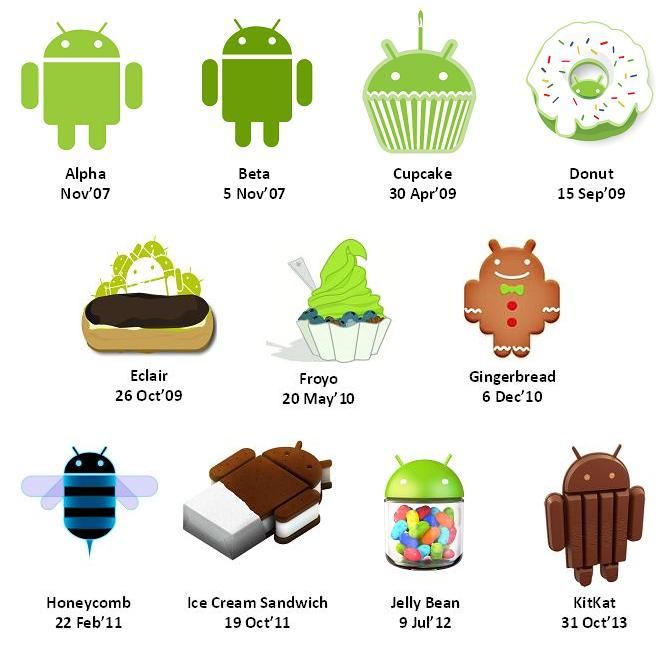 Alpha
Nov'07
Beta
5 Nov'07
Cupcake
30 Apr'09
Donut
15 Sep'09
Eclair
26 Oct'09
Froyo
20 May'10
Gingerbread
6 Dec'10
Honeycomb
22 Feb'11
Ice Cream Sandwich
19 Oct'11
Jelly Bean
9 Jul'12
KitKat
31 Oct'13